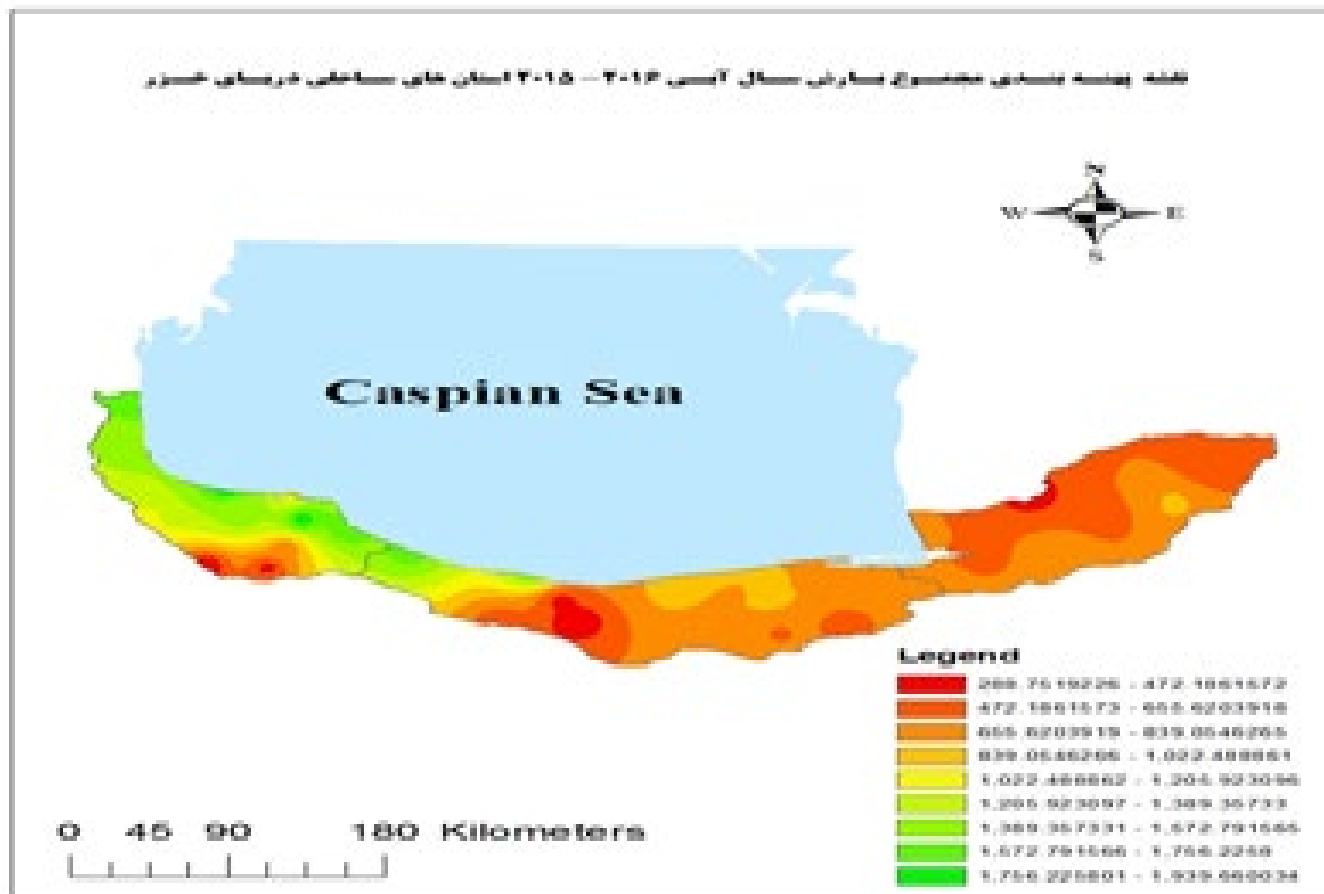 نقشه پهنه بندی مجموع بارش سال آبی ۲۰۱۶ – ۲۰۱۵ استان های ساحلی دریای خزر
N
W E
S
Caspian Sea
Legend
288.7519226 - 472.1861572
472.1861573 - 655.6203918
655.6203919 - 839.0546265
839.0546266 - 1,022.488861
1,022.488862 - 1,205.923096
1,205.923097 - 1,389.35733
1,389.357331 - 1,572.791565
1,572.791566 - 1,756.2258
1,756.225801 - 1,939.660034
0 45 90 180 Kilometers